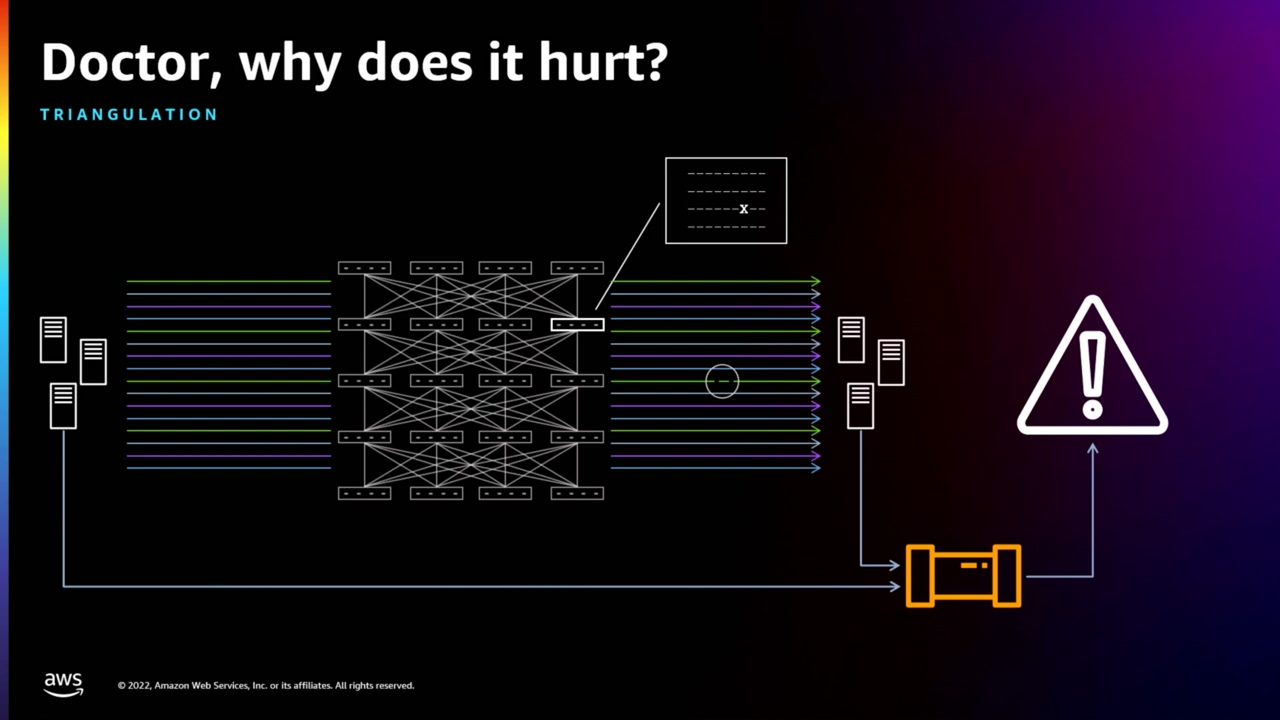 Doctor, why does it hurt?
TRIANGULATION
X
aws
© 2022, Amazon Web Services, Inc. or its affiliates. All rights reserved.